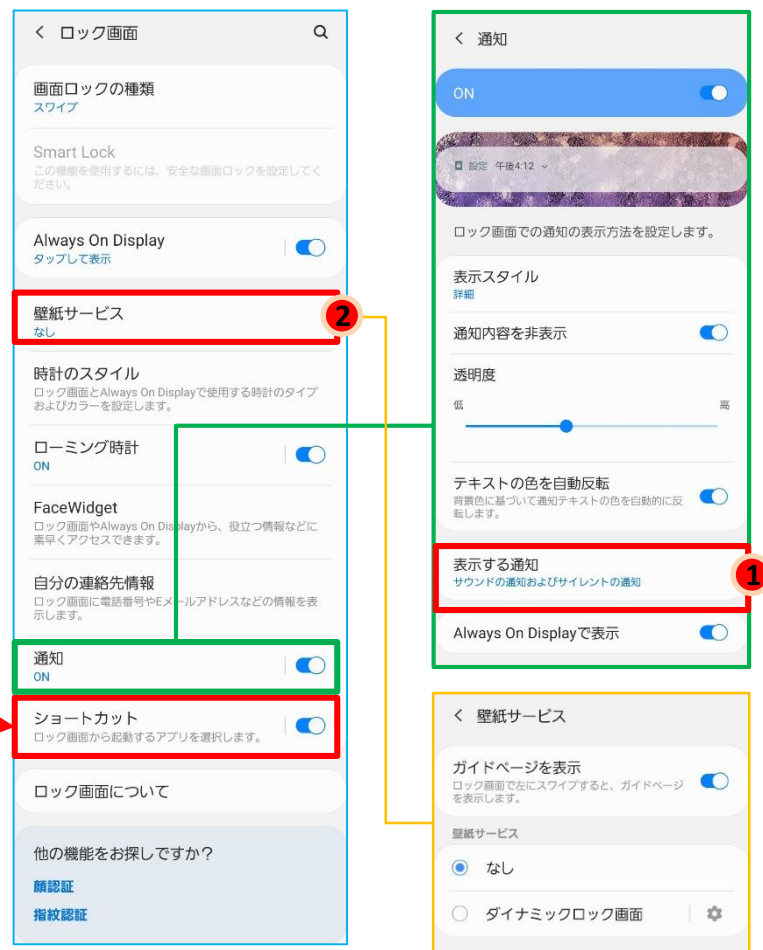 ロック画面
画面ロックの種類
スワイプ
Smart Lock
この機能を使用するには、安全な画面ロックを設定してく
ださい。
Always On Display
タップして表示
壁紙サービス
なし
2
時計のスタイル
ロック画面とAlways On Displayで使用する時計のタイプ
およびカラーを設定します。
ローミング時計
ON
FaceWidget
ロック画面やAlways On Displayから、役立つ情報などに
素早くアクセスできます。
自分の連絡先情報
ロック画面に電話番号やEメールアドレスなどの情報を表
示します。
通知
ON
ショートカット
ロック画面から起動するアプリを選択します。
ロック画面について
他の機能をお探しですか？
顔認証
指紋認証
通知
ON
設定 午後4:12
ロック画面での通知の表示方法を設定します。
表示スタイル
詳細
通知内容を非表示
透明度
低 高
テキストの色を自動反転
背景色に基づいて通知テキストの色を自動的に反
転します。
表示する通知
サウンドの通知およびサイレントの通知
1
Always On Displayで表示
壁紙サービス
ガイドページを表示
ロック画面で左にスワイプすると、ガイドページ
を表示します。
壁紙サービス
なし
ダイナミックロック画面